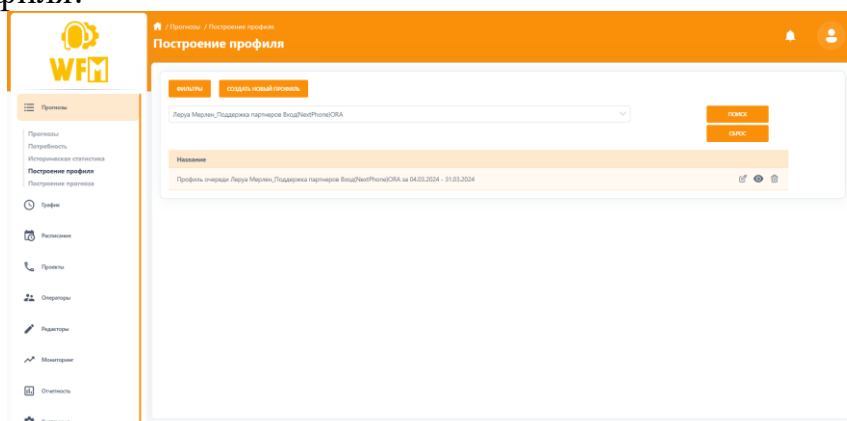 филя.
WFM
/ Прогнозы / Построение профиля
Построение профиля
ФИЛЬТРЫ
СОЗДАТЬ НОВЫЙ ПРОФИЛЬ
Леруа Мерлен_Поддержка партнеров Вход(NextPhone)ORA
ПОИСК
СБРОС
Название
Профиль очереди Леруа Мерлен_Поддержка партнеров Вход(NextPhone)ORA за 04.03.2024 - 31.03.2024
Прогнозы
Прогнозы
Потребность
Историческая статистика
Построение профиля
Построение прогноза
График
Расписание
Проекты
Операторы
Редакторы
Мониторинг
Отчетность